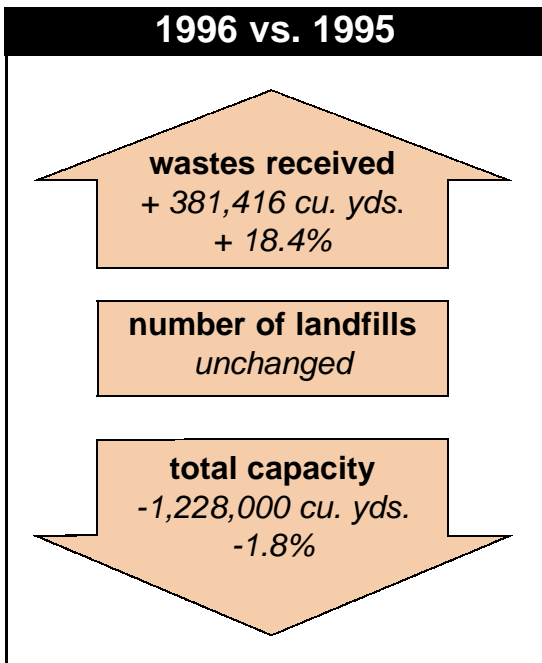 1996 vs. 1995
wastes received
+ 381,416 cu. yds.
+ 18.4%
number of landfills
unchanged
total capacity
-1,228,000 cu. yds.
-1.8%